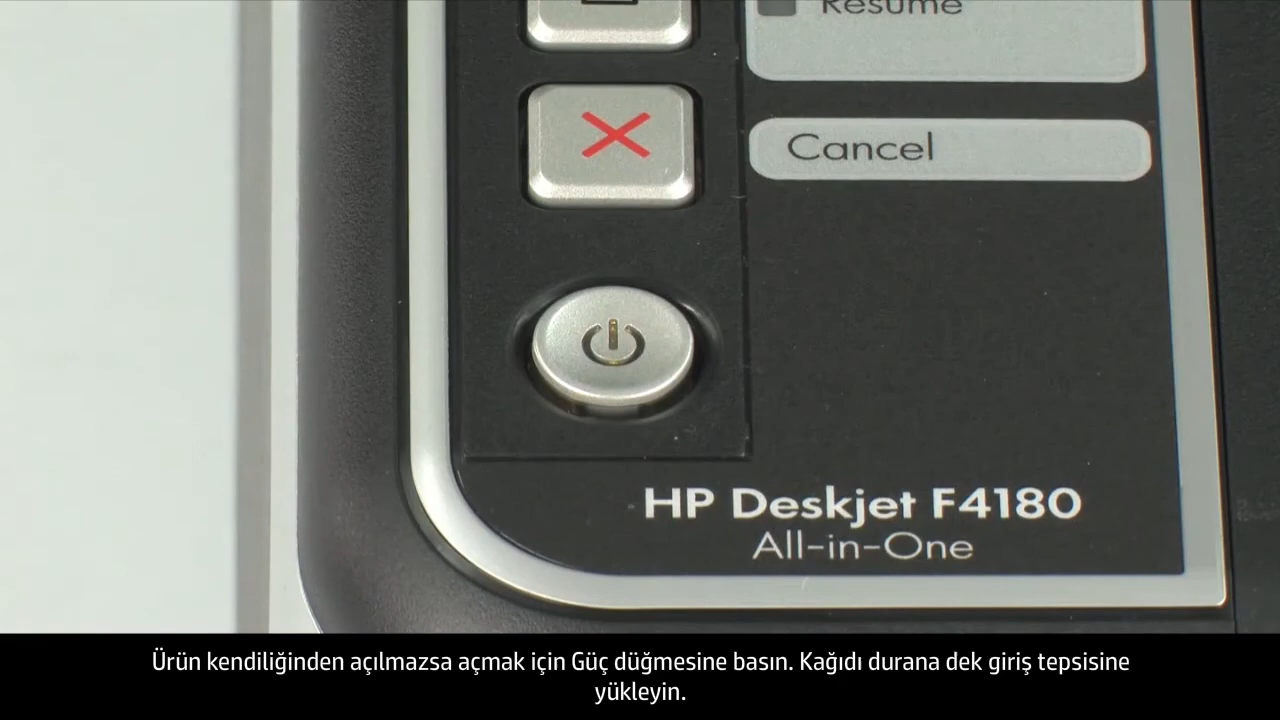 Resume
Cancel
HP Deskjet F4180
All-in-One
Ürün kendiliğinden açılmazsa açmak için Güç düğmesine basın. Kağıdı durana dek giriş tepsisine
yükleyin.